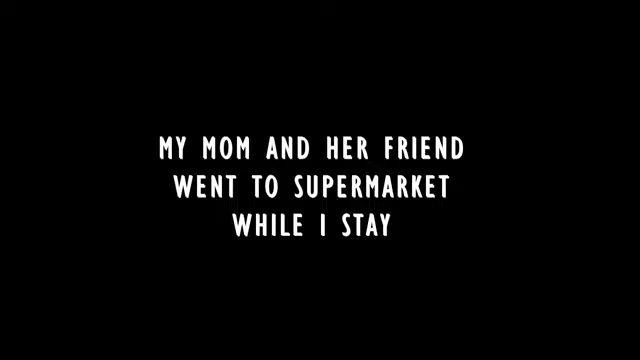 MY MOM AND HER FRIEND
WENT TO SUPERMARKET
WHILE I STAY